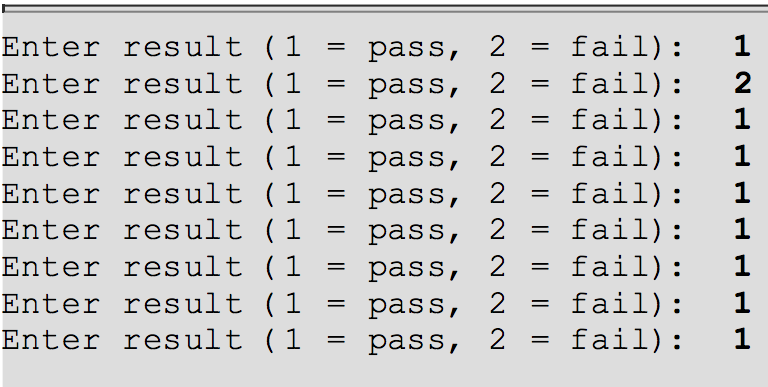 Enter result (1 = pass, 2 = fail): 1
Enter result (1 = pass, 2 = fail): 2
Enter result (1 = pass, 2 = fail): 1
Enter result (1 = pass, 2 = fail): 1
Enter result (1 = pass, 2 = fail): 1
Enter result (1 = pass, 2 = fail): 1
Enter result (1 = pass, 2 = fail): 1
Enter result (1 = pass, 2 = fail): 1
Enter result (1 = pass, 2 = fail): 1